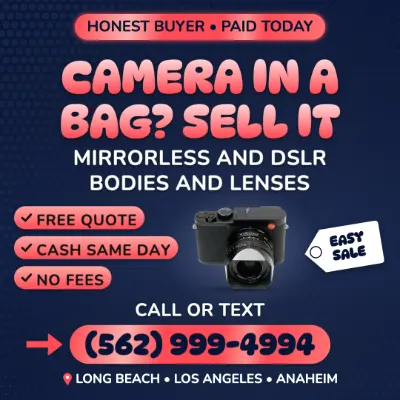 HONEST BUYER • PAID TODAY
CAMERA IN A
BAG? SELL IT
MIRRORLESS AND DSLR
BODIES AND LENSES
FREE QUOTE
CASH SAME DAY
NO FEES
EASY
SALE
CALL OR TEXT
(562) 999-4994
LONG BEACH • LOS ANGELES • ANAHEIM